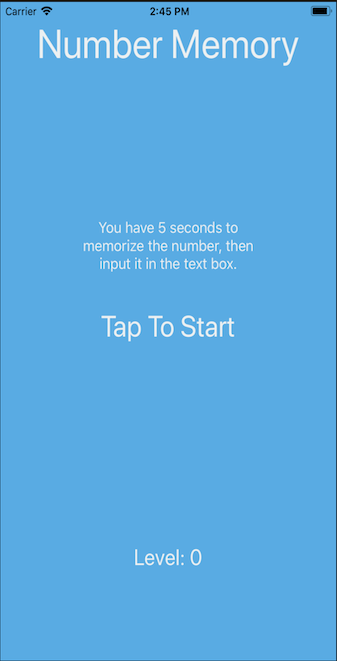 Carrier 2:45 PM
Number Memory
You have 5 seconds to
memorize the number, then
input it in the text box.
Tap To Start
Level: 0